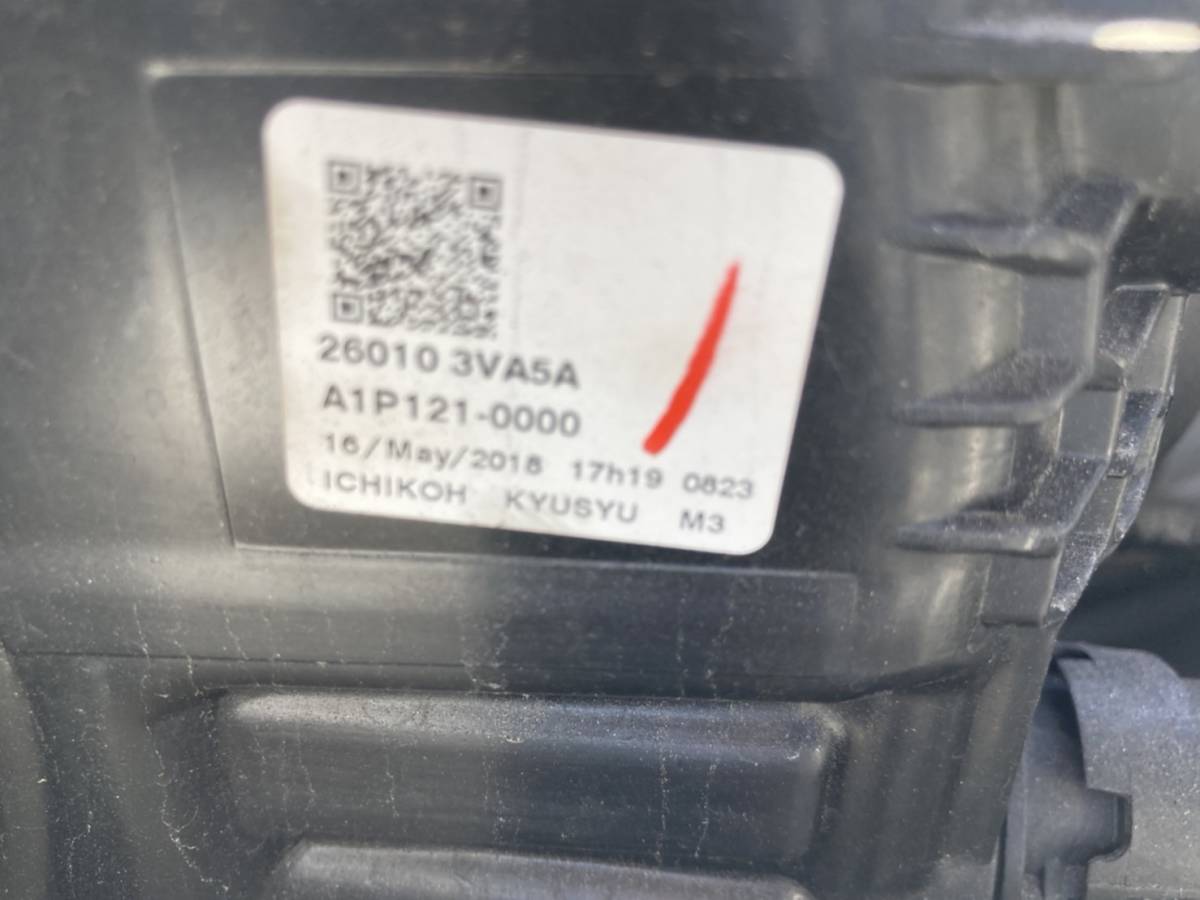 26010 3VA5A
A1P121-0000
16/May/2018 17h19 0823
ICHIKOH KYUSYU M3